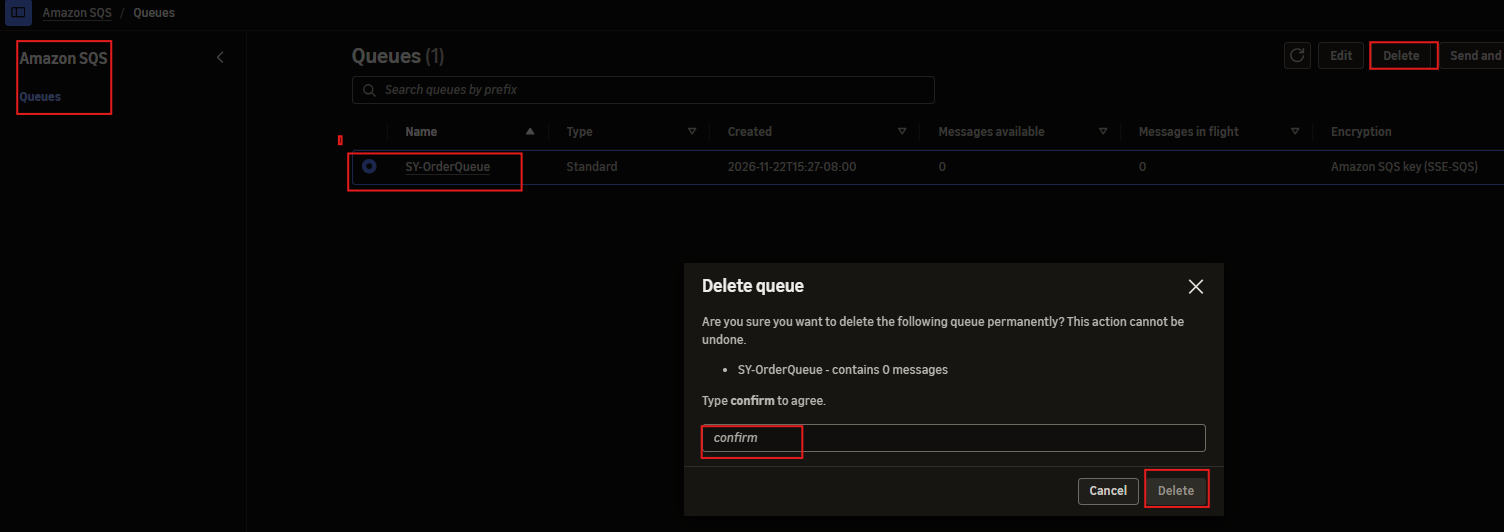 Amazon SQS / Queues
Amazon SQS
Queues
Queues (1)
Edit
Delete
Send and
Search queues by prefix
Name Type Created Messages available Messages in flight Encryption
SY-OrderQueue Standard 2026-11-22T15:27-08:00 0 0 Amazon SQS key (SSE-SQS)
Delete queue
Are you sure you want to delete the following queue permanently? This action cannot be
undone.
• SY-OrderQueue - contains 0 messages
Type confirm to agree.
confirm
Cancel Delete